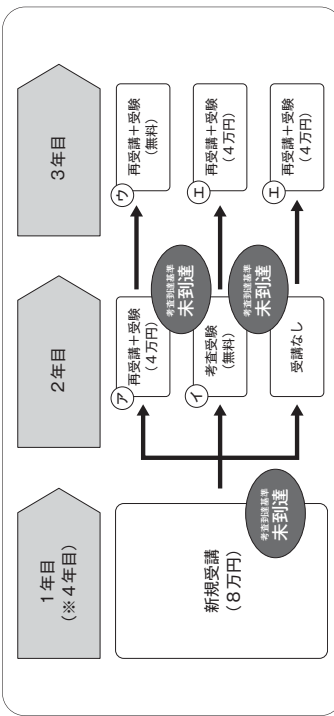 1年目
(※4年目)
2年目
3年目
新規受講
(8万円)
考査到達基準
未到達
ア
再受講+受験
(4万円)
考査到達基準
未到達
ウ
再受講+受験
(無料)
イ
考査受験
(無料)
考査到達基準
未到達
エ
再受講+受験
(4万円)
受講なし
エ
再受講+受験
(4万円)